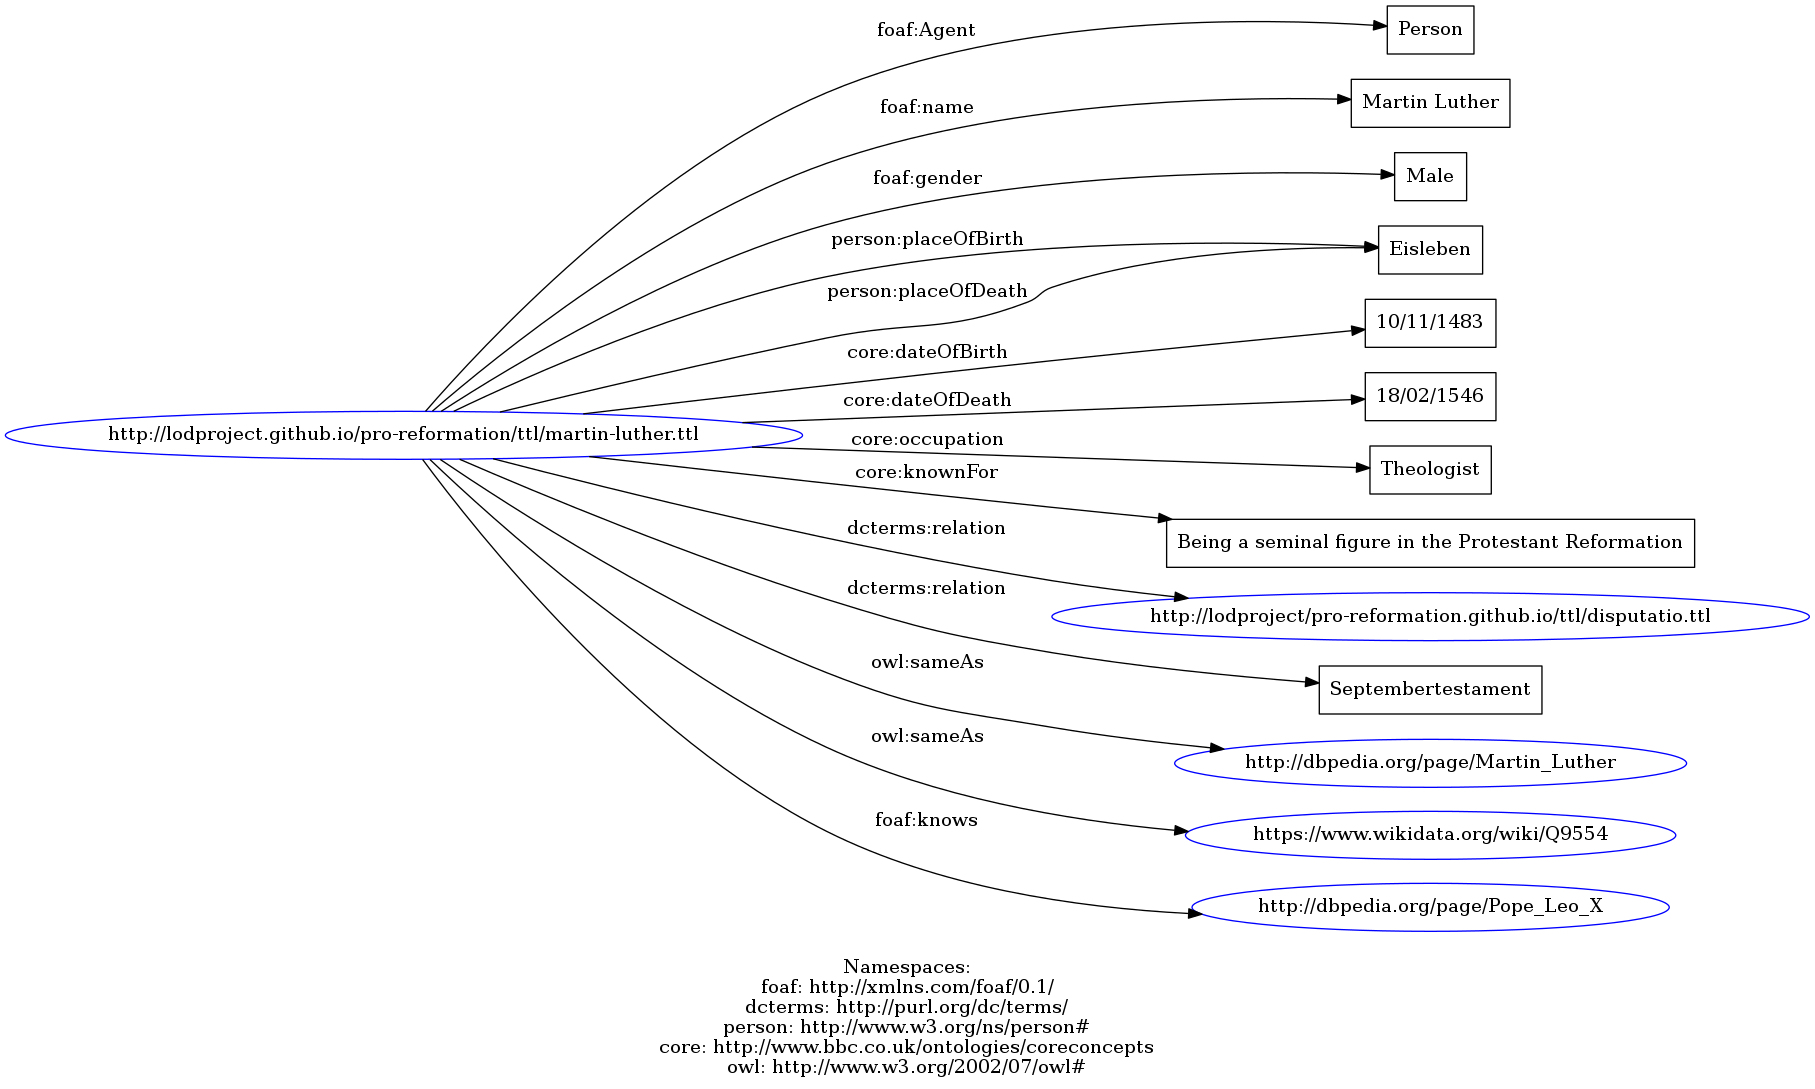 foaf:Agent
Person
foaf:name
Martin Luther
foaf:gender
Male
person:placeOfBirth
Eisleben
person:placeOfDeath
10/11/1483
core:dateOfBirth
18/02/1546
core:dateOfDeath
http://lodproject.github.io/pro-reformation/ttl/martin-luther.ttl
core:occupation
Theologist
core:knownFor
Being a seminal figure in the Protestant Reformation
dcterms:relation
http://lodproject/pro-reformation.github.io/ttl/disputatio.ttl
dcterms:relation
Septembertestament
owl:sameAs
http://dbpedia.org/page/Martin_Luther
owl:sameAs
https://www.wikidata.org/wiki/Q9554
foaf:knows
http://dbpedia.org/page/Pope_Leo_X
Namespaces:
foaf: http://xmlns.com/foaf/0.1/
dcterms: http://purl.org/dc/terms/
person: http://www.w3.org/ns/person#
core: http://www.bbc.co.uk/ontologies/coreconcepts
owl: http://www.w3.org/2002/07/owl#